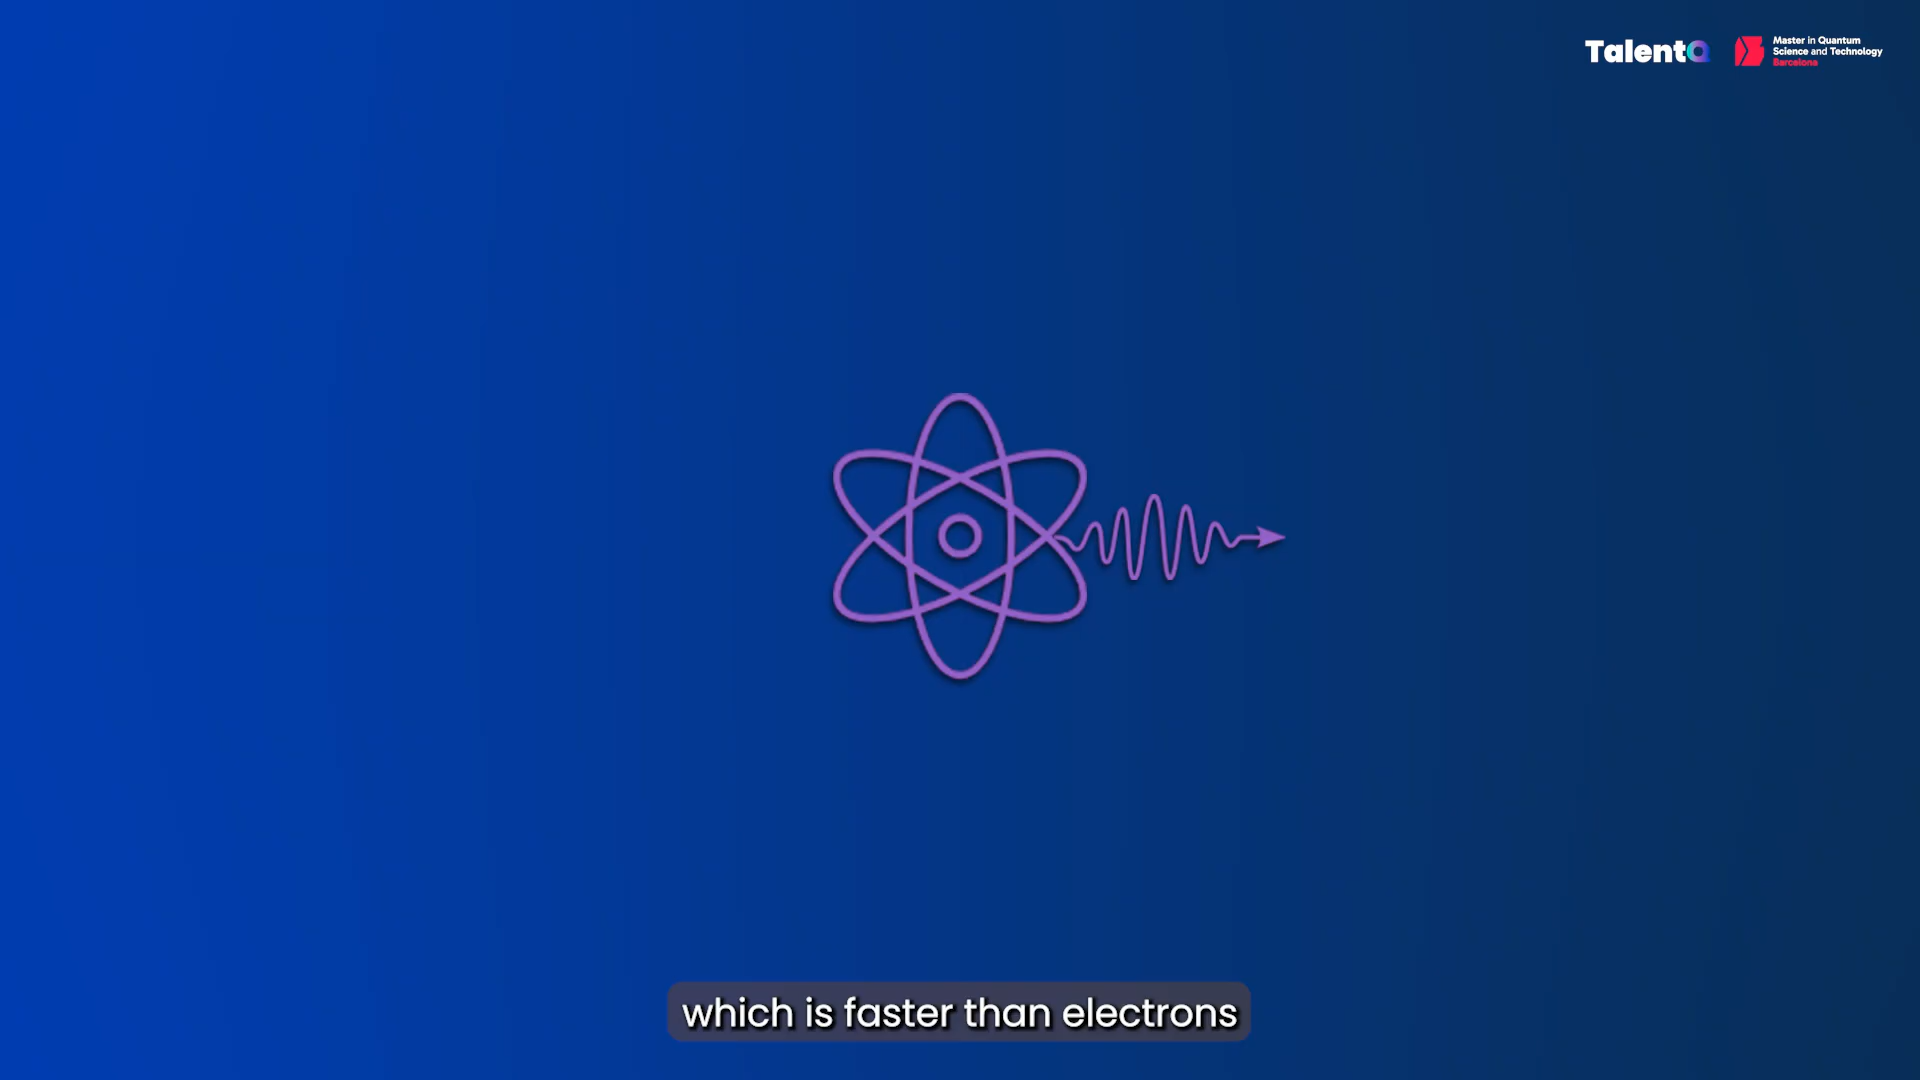 TalentQ
Master in Quantum
Science and Technology
Barcelona
which is faster than electrons